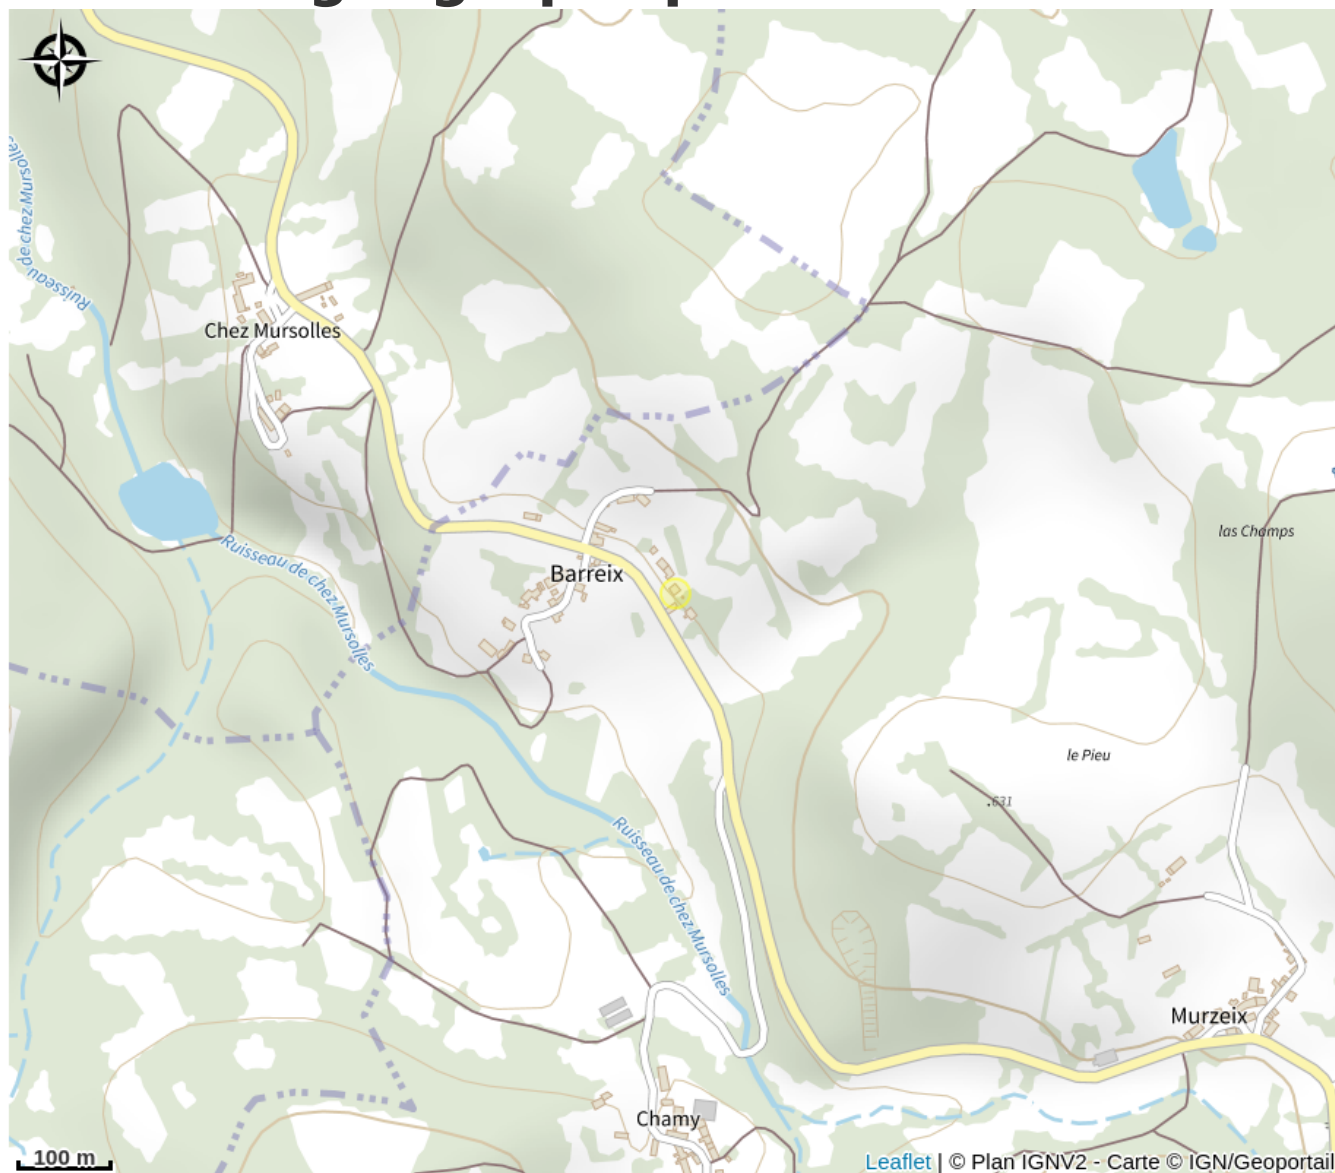 Ruisseau de chez Mursolles
Chez Mursolles
las Champs
Ruisseau de chez Mursolles
Barreix
le Pieu
.631
Ruisseau de chez Mursolles
Murzeix
Chamy
100 m
Leaflet | © Plan IGNV2 - Carte © IGN/Geoportail